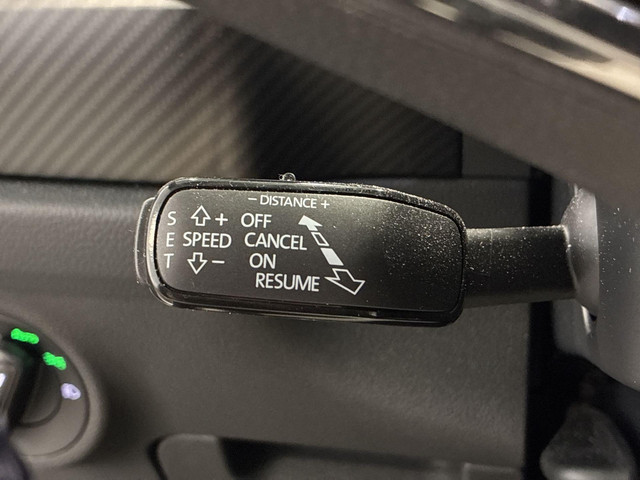 - DISTANCE +
S + OFF
E SPEED CANCEL
T - ON
RESUME